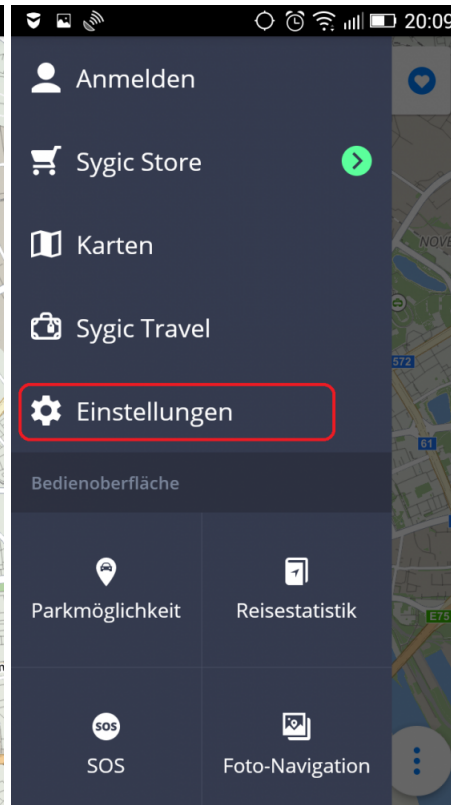 20:09
Anmelden
Sygic Store
Karten
Sygic Travel
Einstellungen
Bedienoberfläche
Parkmöglichkeit
Reisestatistik
SOS
SOS
Foto-Navigation
572
61
E75